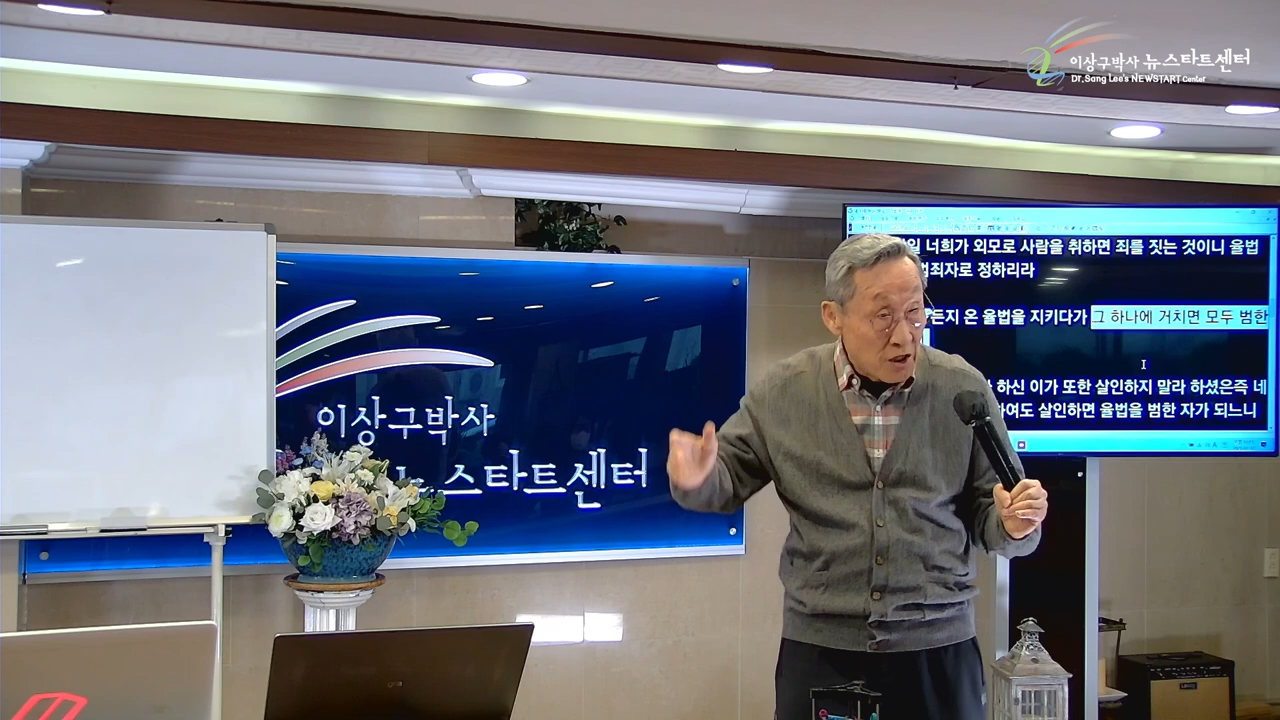 이상구박사 뉴스타트센터
Dr. Sang Lee's NEWSTART Center
일 너희가 외모로 사람을 취하면 죄를 짓는 것이니 율법
범죄자로 정하리라
든지 온 율법을 지키다가 그 하나에 거치면 모두 범한
하신 이가 또한 살인하지 말라 하셨은즉 네
하여도 살인하면 율법을 범한 자가 되느니
이상구박사
뉴스타트센터